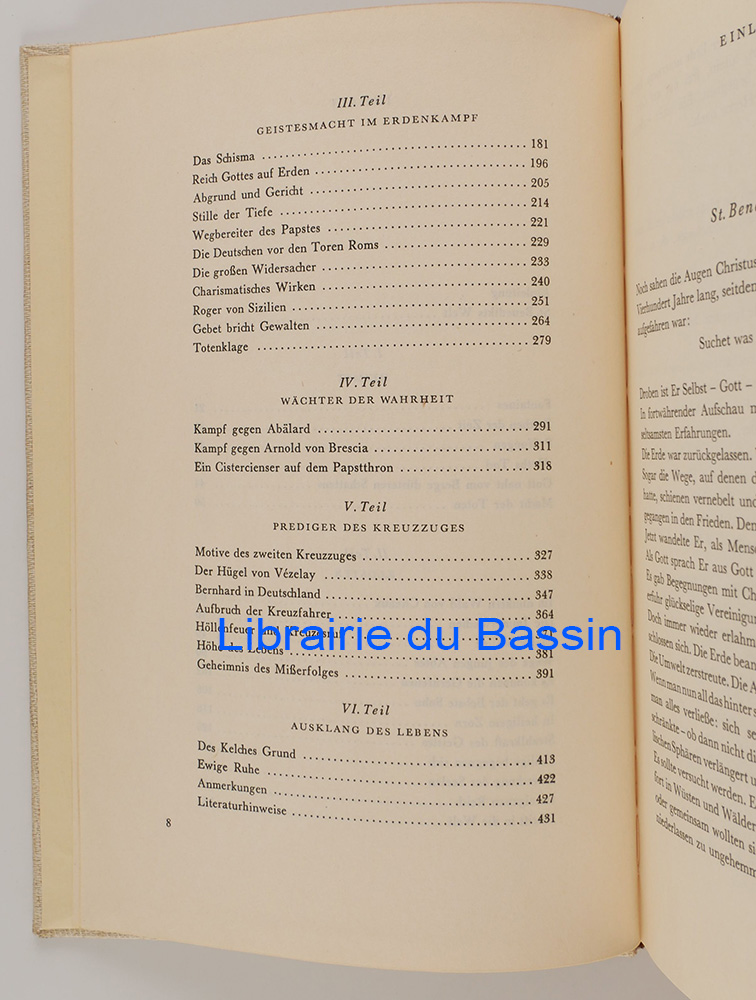 III. Teil
GEISTESMACHT IM ERDENKAMPF
Das Schisma 181
Reich Gottes auf Erden 196
Abgrund und Gericht 205
Stille der Tiefe 214
Wegbereiter des Papstes 221
Die Deutschen vor den Toren Roms 229
Die großen Widersacher 233
Charismatisches Wirken 240
Roger von Sizilien 251
Gebet bricht Gewalten 264
Totenklage 279
IV. Teil
WÄCHTER DER WAHRHEIT
Kampf gegen Abälard 291
Kampf gegen Arnold von Brescia 311
Ein Cistercienser auf dem Papstthron 318
V. Teil
PREDIGER DES KREUZZUGES
Motive des zweiten Kreuzzuges 327
Der Hügel von Vézelay 338
Bernhard in Deutschland 347
Aufbruch der Kreuzfahrer 364
Höllenfeuer und 371
Librairie du Bassin
Höhe des Lebens 381
Geheimnis des Mißerfolges 391
VI. Teil
AUSKLANG DES LEBENS
Des Kelches Grund 413
Ewige Ruhe 422
Anmerkungen 427
Literaturhinweise 431
8
St.
Noch sahen die Augen Christus
Vierhundert Jahre lang, seitdem
aufgefahren war:
Suchet was
Droben ist Er Selbst – Gott –
In fortwährender Aufschau
seltsamsten Erfahrungen.
Die Erde war zurückgelassen.
Sogar die Wege, auf denen
hatte, schienen vernebelt und
gegangen in den Frieden. Den
Jetzt wandelte Er, als
Als Gott sprach Er aus Gott
Es gab Begegnungen mit
erfuhr glückselige
Doch immer wieder
schlossen sich. Die Erde
Die Umwelt zerstreute. Die
Wenn man nun all das hinter
man alles verließe: sich
schränkte – ob dann nicht
lischen Sphären verlängert
Es sollte versucht werden.
fort in Wüsten und Wälder
oder gemeinsam wollten
niederlassen zu